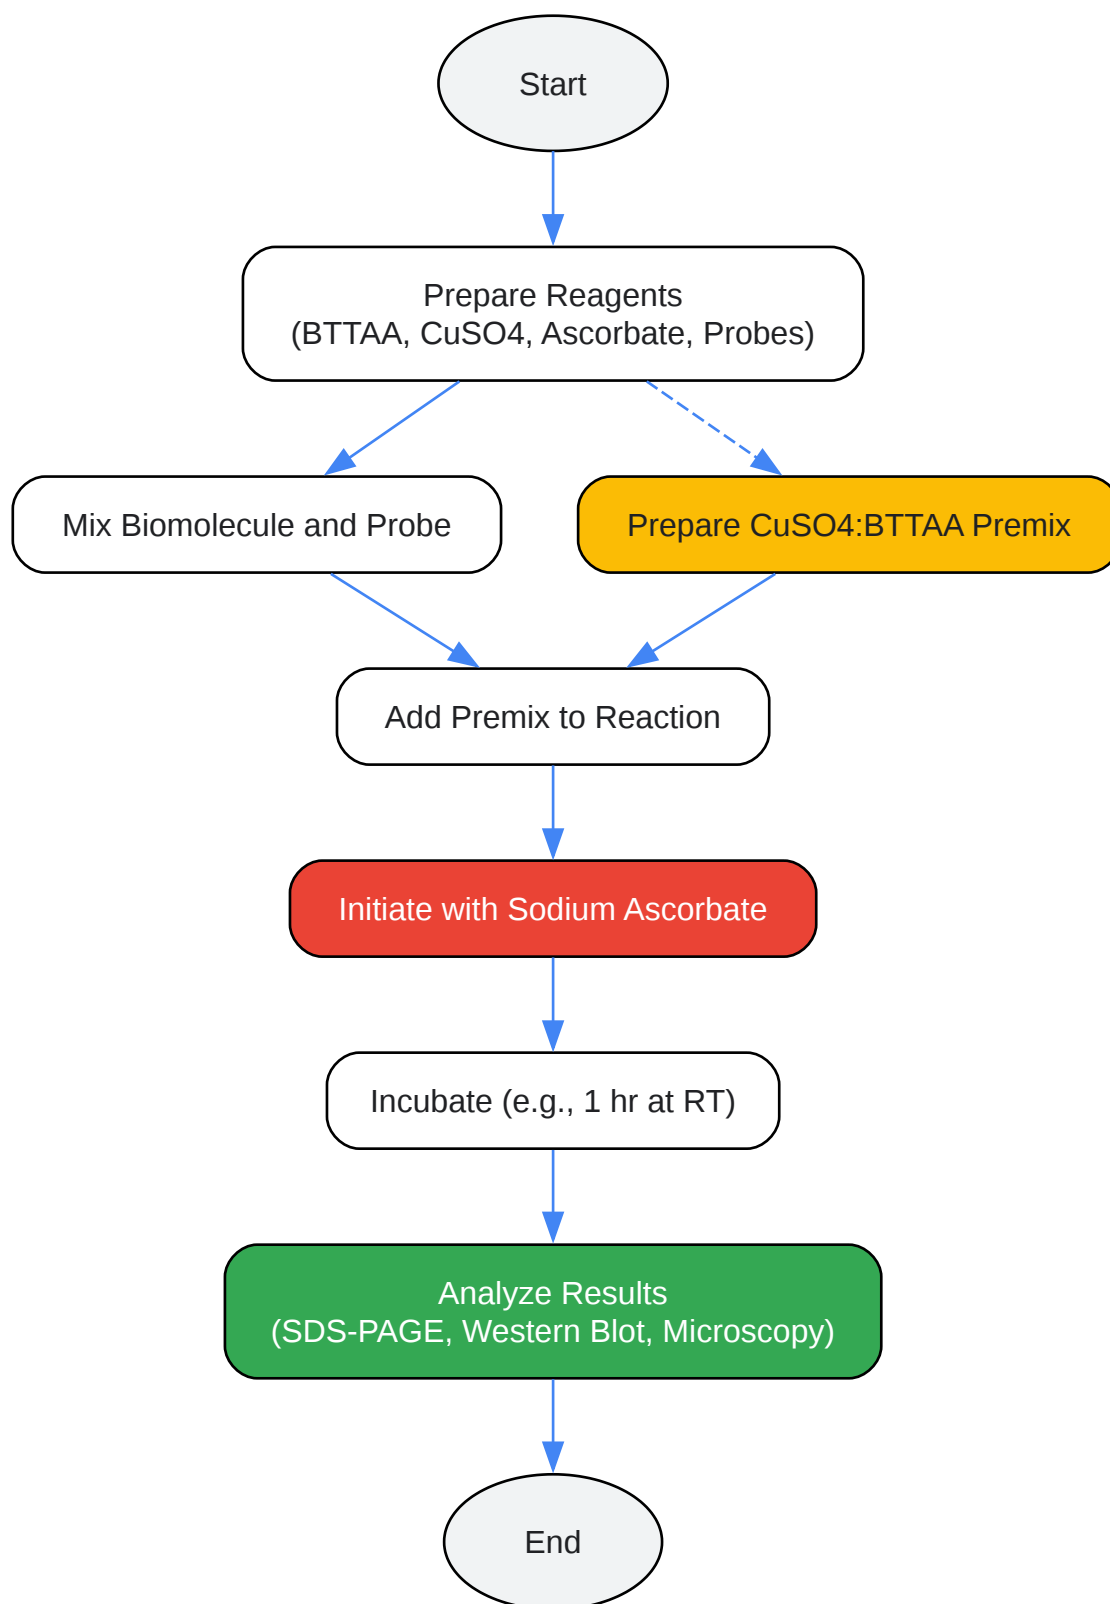 Start
Prepare Reagents
(BTTAA, CuSO4, Ascorbate, Probes)
Mix Biomolecule and Probe
Prepare CuSO4:BTTAA Premix
Add Premix to Reaction
Initiate with Sodium Ascorbate
Incubate (e.g., 1 hr at RT)
Analyze Results
(SDS-PAGE, Western Blot, Microscopy)
End